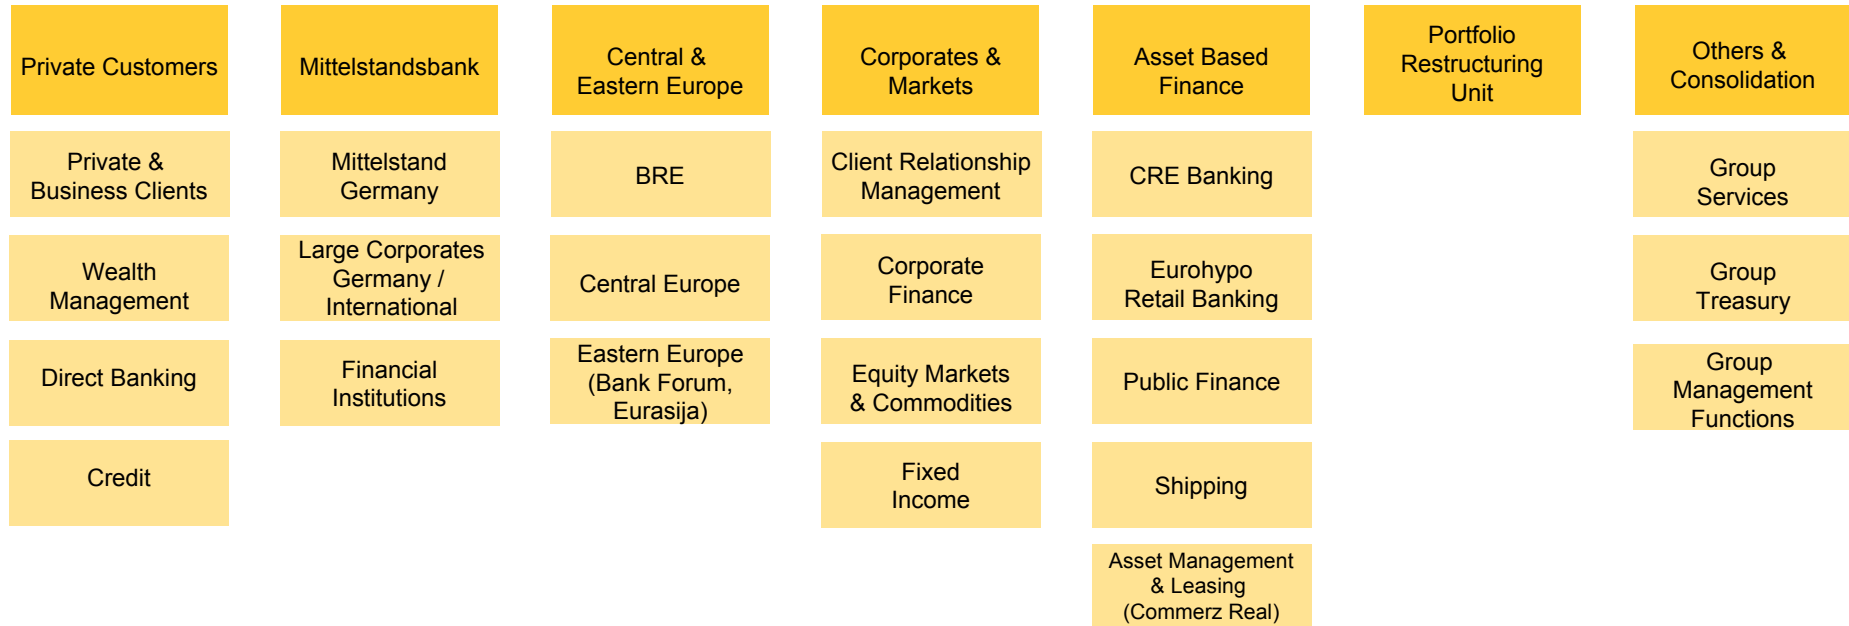 Private Customers
Mittelstandsbank
Central &
Eastern Europe
Corporates &
Markets
Asset Based
Finance
Portfolio
Restructuring
Unit
Others &
Consolidation
Private &
Business Clients
Mittelstand
Germany
BRE
Client Relationship
Management
CRE Banking
Group
Services
Wealth
Management
Large Corporates
Germany /
International
Central Europe
Corporate
Finance
Eurohypo
Retail Banking
Group
Treasury
Direct Banking
Financial
Institutions
Eastern Europe
(Bank Forum,
Eurasija)
Equity Markets
& Commodities
Public Finance
Group
Management
Functions
Credit
Fixed
Income
Shipping
Asset Management
& Leasing
(Commerz Real)